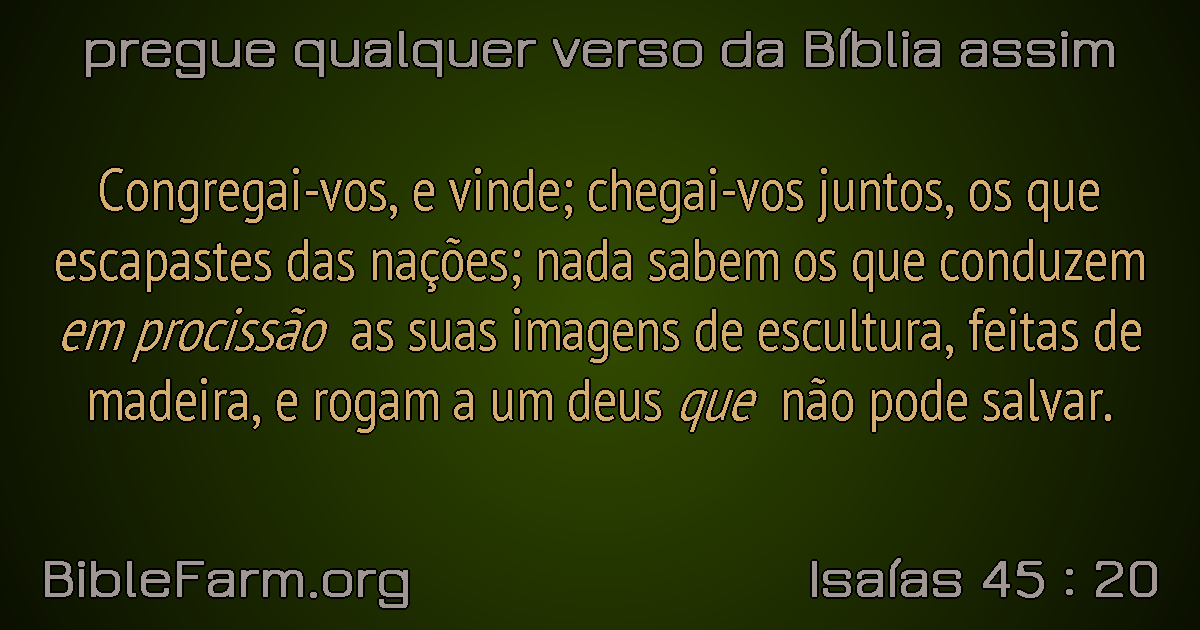 pregue qualquer verso da Bíblia assim
Congregai-vos, e vinde; chegai-vos juntos, os que
escapastes das nações; nada sabem os que conduzem
em procissão as suas imagens de escultura, feitas de
madeira, e rogam a um deus que não pode salvar.
BibleFarm.org
Isaías 45 : 20